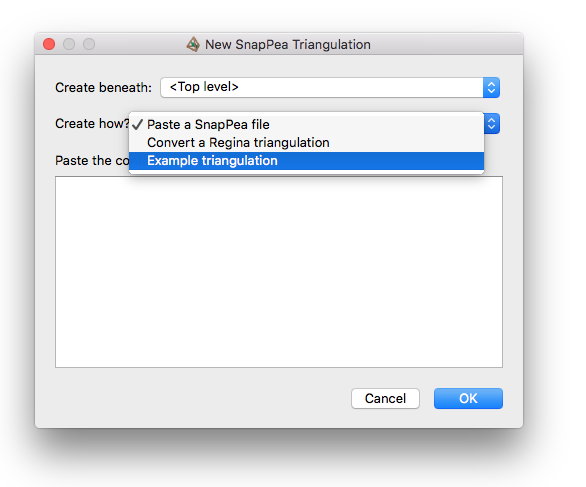 New SnapPea Triangulation
Create beneath: <Top level>
Create how? ✓ Paste a SnapPea file
Convert a Regina triangulation
Paste the co Example triangulation
Cancel OK